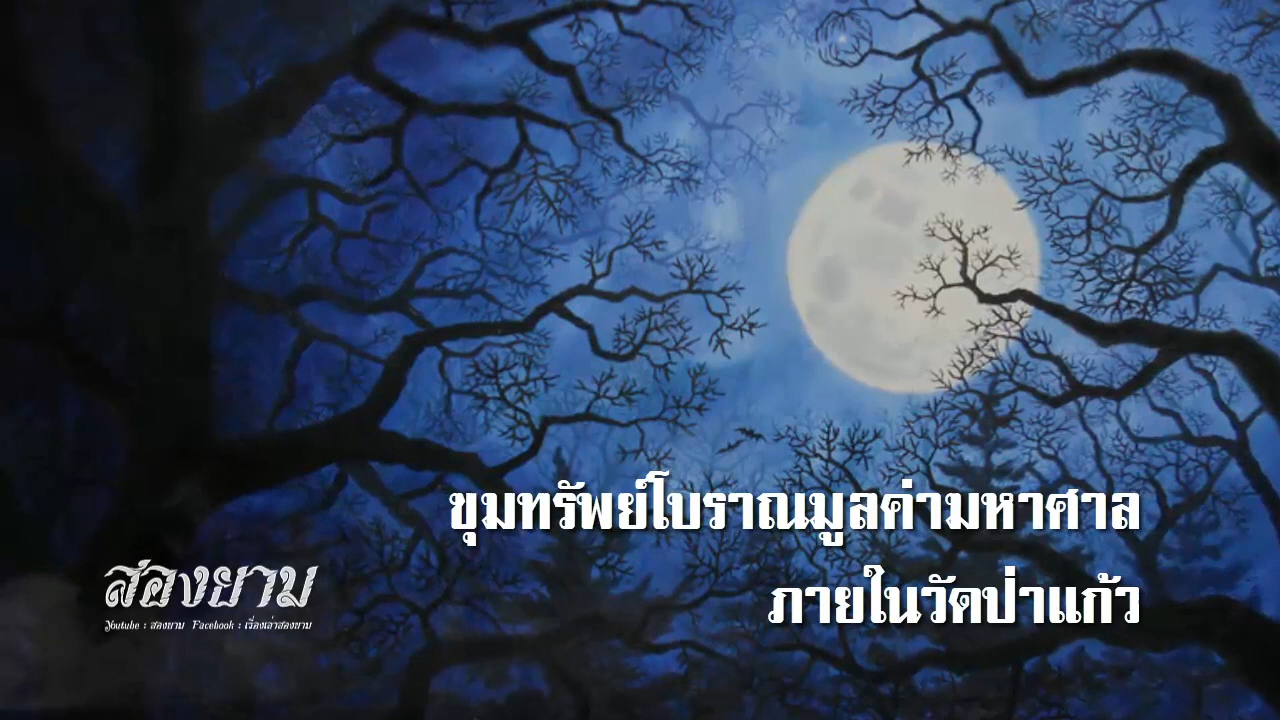 ขุมทรัพย์โบราณมูลค่ามหาศาล
ภายในวัดป่าแก้ว
สองยาม
Youtube : สองยาม Facebook : เรื่องเล่าสองยาม